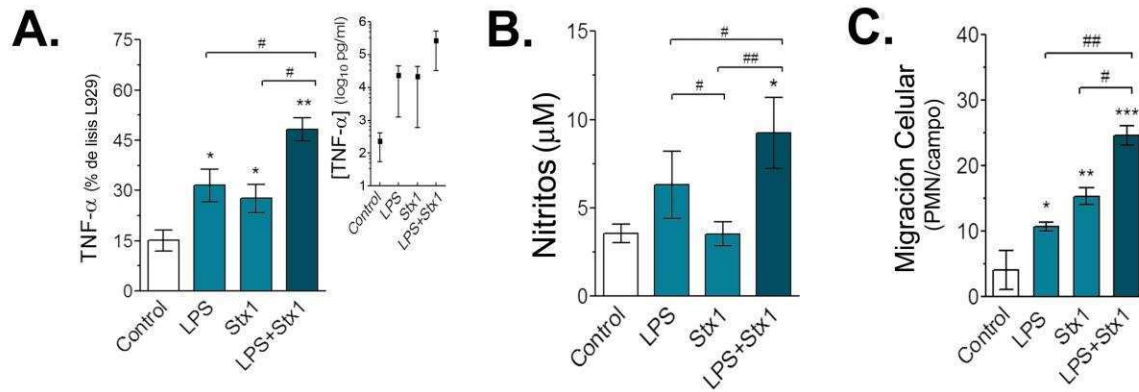 A.
TNF-α (% de lisis L929)
75
60
45
30
15
0
#
#
*
*
**
Control
LPS
Stx1
LPS+Stx1
[TNF-α] (log10 pg/ml)
6
5
4
3
2
1
Control
LPS
Stx1
LPS+Stx1
B.
Nitritos (μM)
15
10
5
0
#
##
#
*
Control
LPS
Stx1
LPS+Stx1
C.
Migración Celular
(PMN/campo)
40
30
20
10
0
##
#
*
**
***
Control
LPS
Stx1
LPS+Stx1